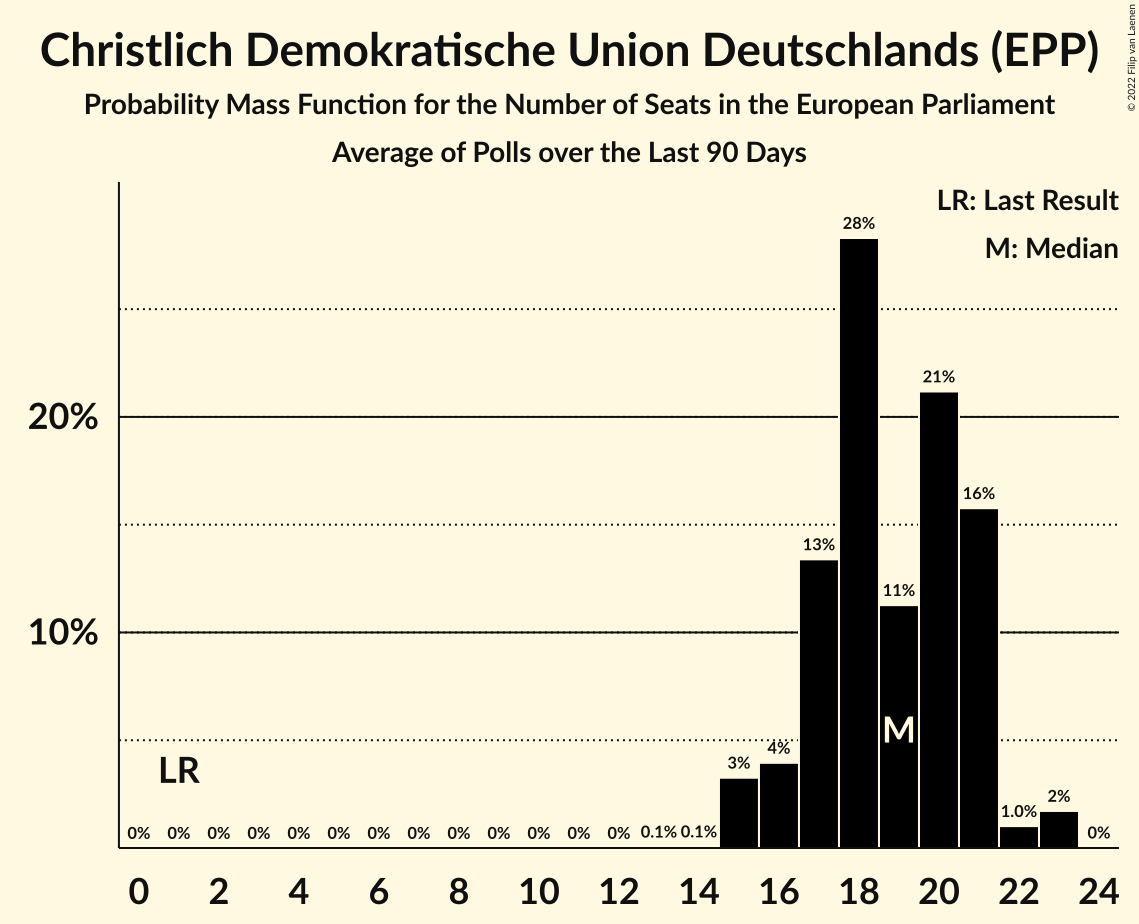 Christlich Demokratische Union Deutschlands (EPP)
Probability Mass Function for the Number of Seats in the European Parliament
Average of Polls over the Last 90 Days
© 2022 Filip van Laenen
LR: Last Result
M: Median
28%
21%
20%
16%
13%
11%
10%
M
4%
LR
3%
2%
1.0%
0% 0% 0% 0% 0% 0% 0% 0% 0% 0% 0% 0% 0% 0.1% 0.1% 0%
0 2 4 6 8 10 12 14 16 18 20 22 24